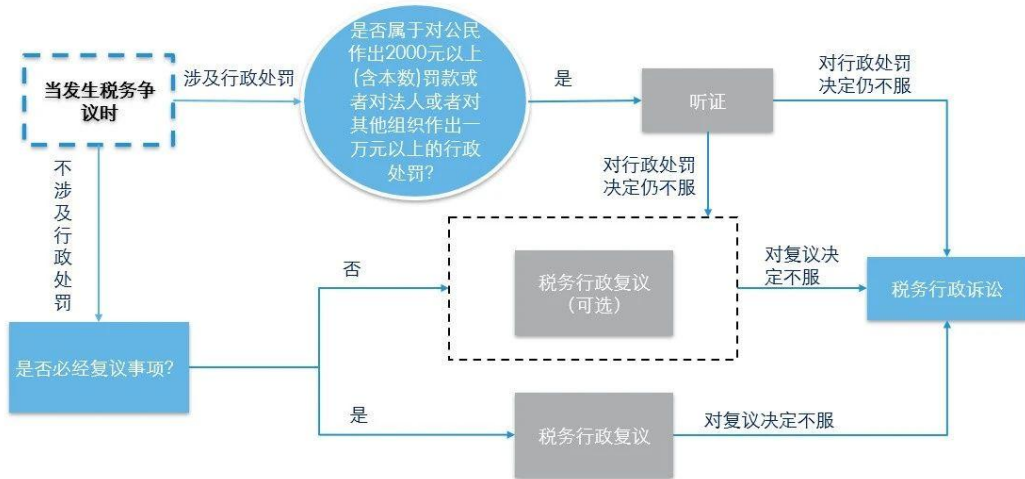 当发生税务争
议时
涉及行政处罚
是否属于对公民
作出2000元以上
(含本数)罚款或
者对法人或者对
其他组织作出一
万元以上的行政
处罚？
是
听证
对行政处罚
决定仍不服
对行政处罚
决定仍不服
不
涉
及
行
政
处
罚
是否必经复议事项？
否
税务行政复议
（可选）
对复议决
定不服
税务行政诉讼
是
税务行政复议
对复议决定不服